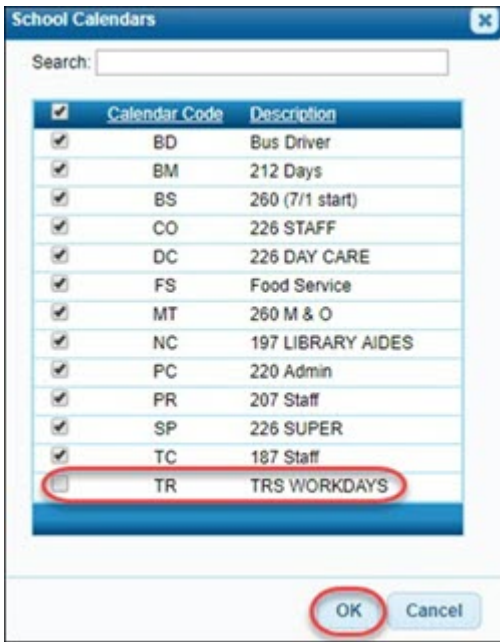 School Calendars
Search:
Calendar Code Description
BD Bus Driver
BM 212 Days
BS 260 (7/1 start)
CO 226 STAFF
DC 226 DAY CARE
FS Food Service
MT 260 M & O
NC 197 LIBRARY AIDES
PC 220 Admin
PR 207 Staff
SP 226 SUPER
TC 187 Staff
TR TRS WORKDAYS
OK Cancel